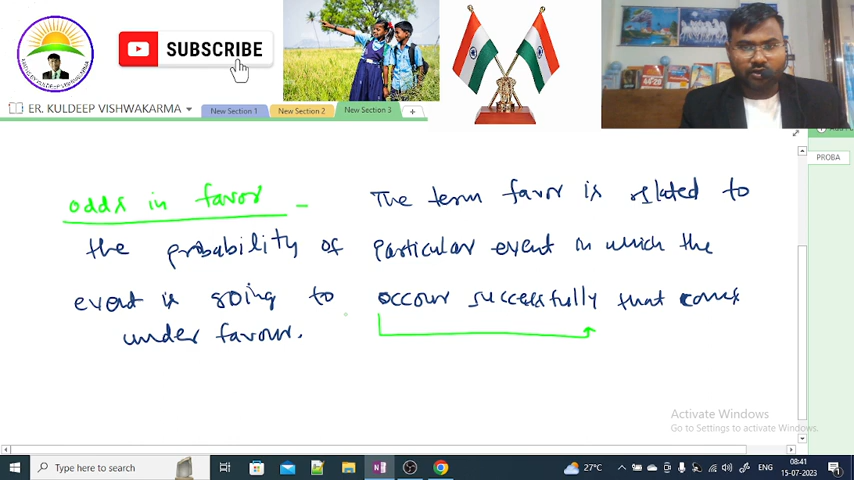 SUBSCRIBE
ER. KULDEEP VISHWAKARMA
New Section 1
New Section 2
New Section 3
PROBA
odds in favor - The term favor is related to
the probability of particular event in which the
event is going to occour successfully that comes
under favour.
Activate Windows
Go to Settings to activate Windows.
Type here to search
27°C
ENG
08:41
15-07-2023